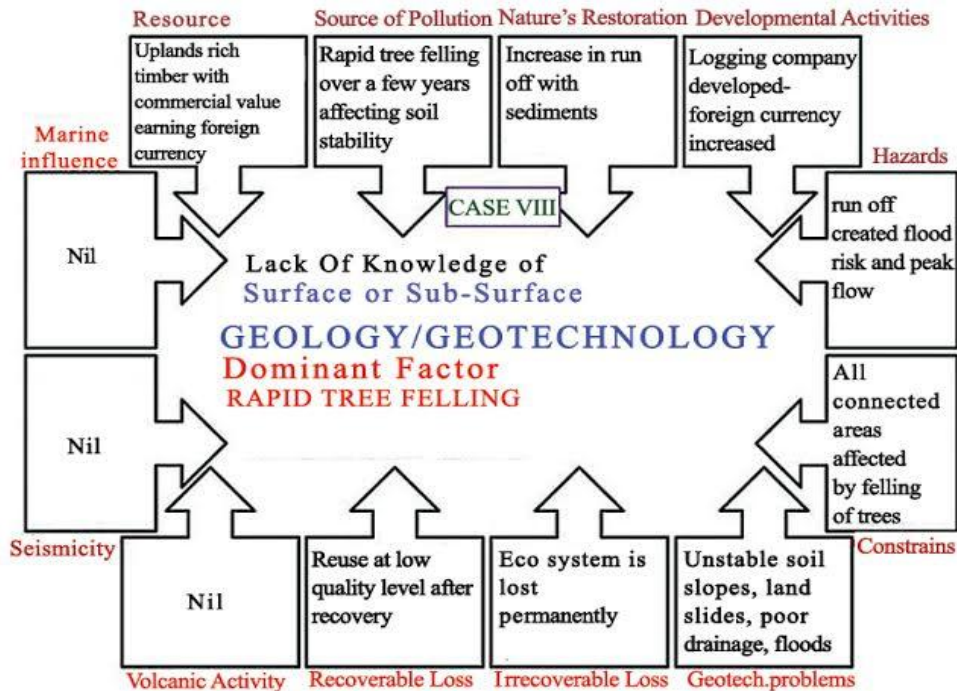 Resource
Source of Pollution
Nature's Restoration
Developmental Activities
Uplands rich
timber with
commercial value
earning foreign
currency
Rapid tree felling
over a few years
affecting soil
stability
Increase in run
off with
sediments
Logging company
developed-
foreign currency
increased
Marine
influence
Nil
CASE VIII
Hazards
run off
created flood
risk and peak
flow
Lack Of Knowledge of
Surface or Sub-Surface
GEOLOGY/GEOTECHNOLOGY
Dominant Factor
RAPID TREE FELLING
Nil
Seismicity
All
connected
areas
affected
by felling
of trees
Constrains
Nil
Volcanic Activity
Reuse at low
quality level after
recovery
Recoverable Loss
Eco system is
lost
permanently
Irrecoverable Loss
Unstable soil
slopes, land
slides, poor
drainage, floods
Geotech.problems